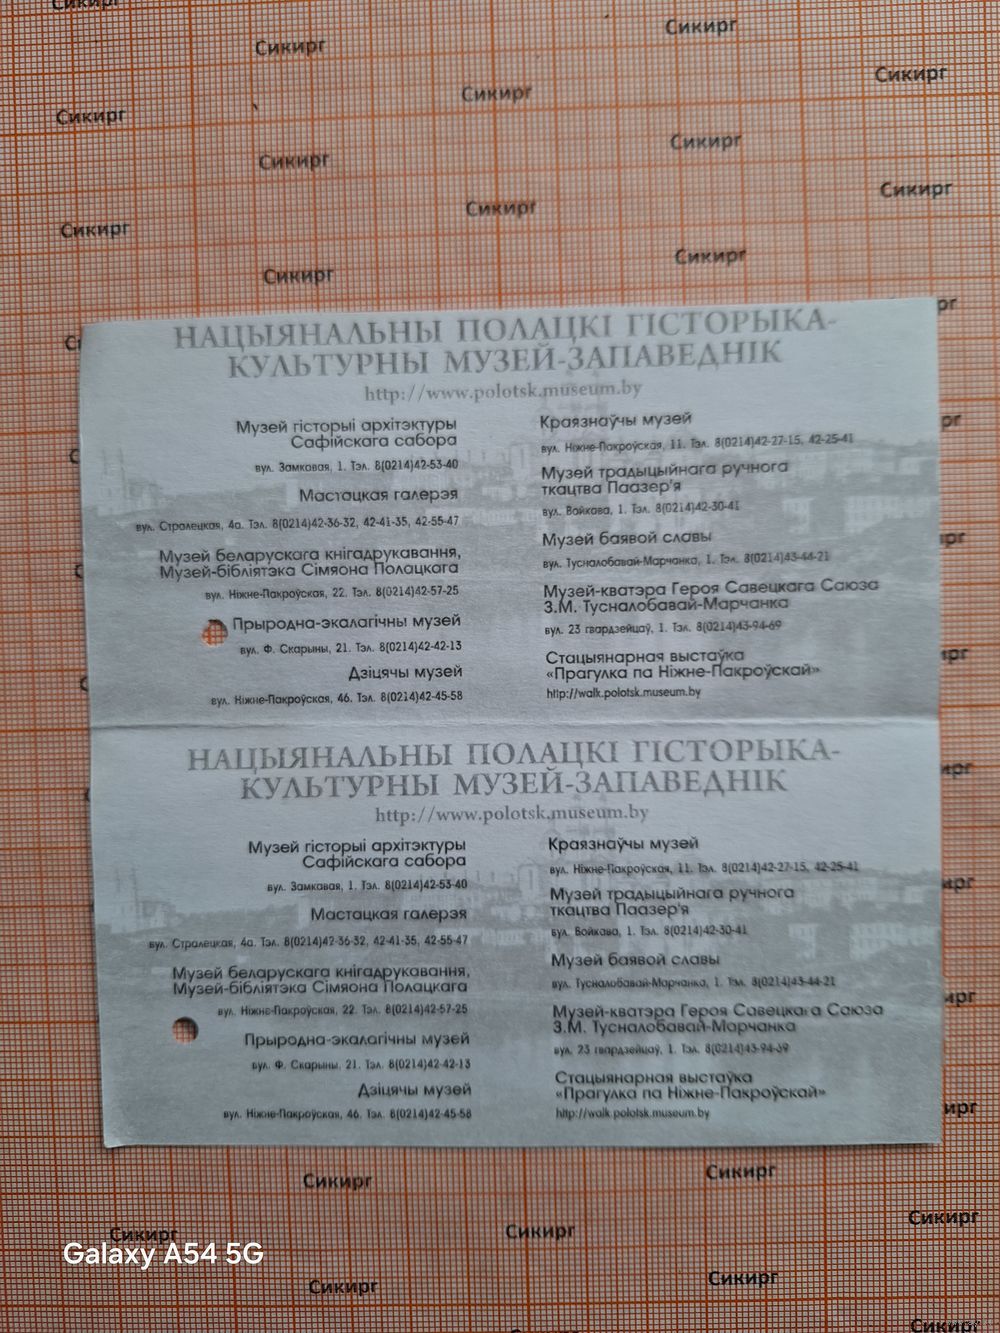 Сикирг
Сикирг
Сикирг
Сикирг
Сикирг
Сикирг
Сикирг
Сикирг
Сикирг
Сикирг
Сикирг
Сикирг
Сикирг
НАЦЫЯНАЛЬНЫ ПОЛАЦКІ ГІСТОРЫКА-
КУЛЬТУРНЫ МУЗЕЙ-ЗАПАВЕДНІК
http://www.polotsk.museum.by
Музей гісторыі архітэктуры
Сафійскага сабора
вул. Замкавая, 1. Тэл. 8(0214)42-53-40
Мастацкая галерэя
вул. Стралецкая, 4а. Тэл. 8(0214)42-36-32, 42-41-35, 42-55-47
Музей беларускага кнігадрукавання,
Музей-бібліятэка Сімяона Полацкага
вул. Ніжне-Пакроўская, 22. Тэл. 8(0214)42-57-25
Прыродна-экалагічны музей
вул. Ф. Скарыны, 21. Тэл. 8(0214)42-42-13
Дзіцячы музей
вул. Ніжне-Пакроўская, 46. Тэл. 8(0214)42-45-58
Краязнаўчы музей
вул. Ніжне-Пакроўская, 11. Тэл. 8(0214)42-27-15, 42-25-41
Музей традыцыйнага ручнога
ткацтва Паазер'я
вул. Войкава, 1. Тэл. 8(0214)42-30-41
Музей баявой славы
вул. Тусналобавай-Марчанка, 1. Тэл. 8(0214)43-44-21
Музей-кватэра Героя Савецкага Саюза
З.М. Тусналобавай-Марчанка
вул. 23 гвардзейцаў, 1. Тэл. 8(0214)43-94-69
Стацыянарная выстаўка
«Прагулка па Ніжне-Пакроўскай»
http://walk.polotsk.museum.by
НАЦЫЯНАЛЬНЫ ПОЛАЦКІ ГІСТОРЫКА-
КУЛЬТУРНЫ МУЗЕЙ-ЗАПАВЕДНІК
http://www.polotsk.museum.by
Музей гісторыі архітэктуры
Сафійскага сабора
вул. Замкавая, 1. Тэл. 8(0214)42-53-40
Мастацкая галерэя
вул. Стралецкая, 4а. Тэл. 8(0214)42-36-32, 42-41-35, 42-55-47
Музей беларускага кнігадрукавання,
Музей-бібліятэка Сімяона Полацкага
вул. Ніжне-Пакроўская, 22. Тэл. 8(0214)42-57-25
Прыродна-экалагічны музей
вул. Ф. Скарыны, 21. Тэл. 8(0214)42-42-13
Дзіцячы музей
вул. Ніжне-Пакроўская, 46. Тэл. 8(0214)42-45-58
Краязнаўчы музей
вул. Ніжне-Пакроўская, 11. Тэл. 8(0214)42-27-15, 42-25-41
Музей традыцыйнага ручнога
ткацтва Паазер'я
вул. Войкава, 1. Тэл. 8(0214)42-30-41
Музей баявой славы
вул. Тусналобавай-Марчанка, 1. Тэл. 8(0214)43-44-21
Музей-кватэра Героя Савецкага Саюза
З.М. Тусналобавай-Марчанка
вул. 23 гвардзейцаў, 1. Тэл. 8(0214)43-94-69
Стацыянарная выстаўка
«Прагулка па Ніжне-Пакроўскай»
http://walk.polotsk.museum.by
Сикирг
Сикирг
Сикирг
Сикирг
Сикирг
Сикирг
Сикирг
Сикирг
Galaxy A54 5G